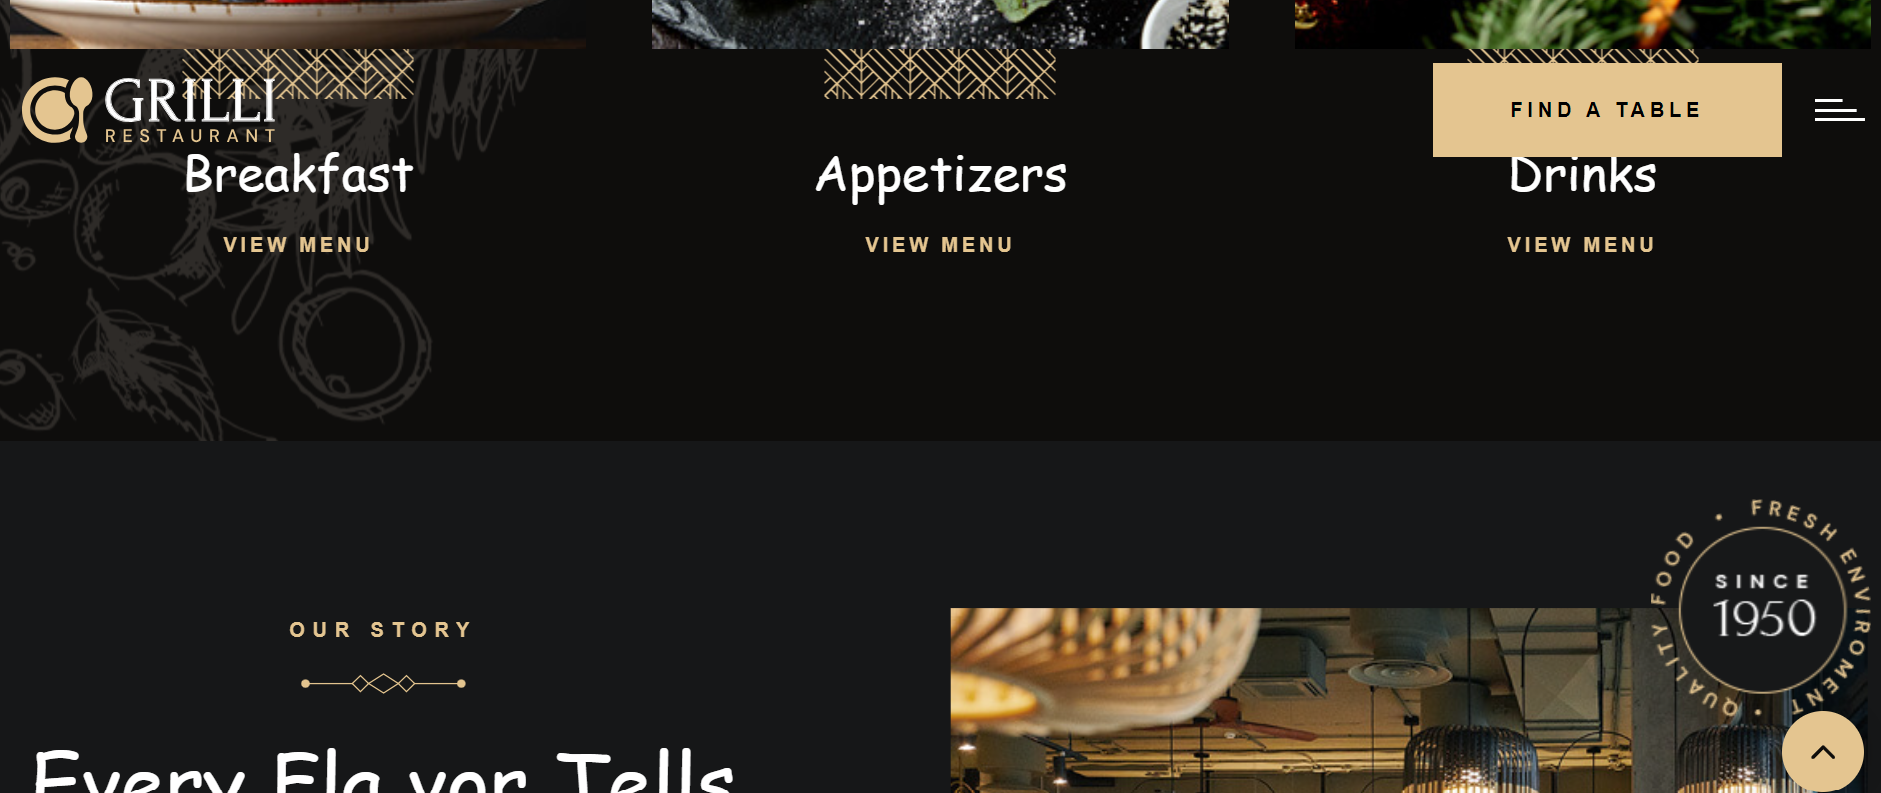 GRILLI
RESTAURANT
FIND A TABLE
Breakfast
Appetizers
Drinks
VIEW MENU
VIEW MENU
VIEW MENU
FRESH ENVIROMENT • QUALITY FOOD •
SINCE
1950
OUR STORY
Every Fla vor Tells